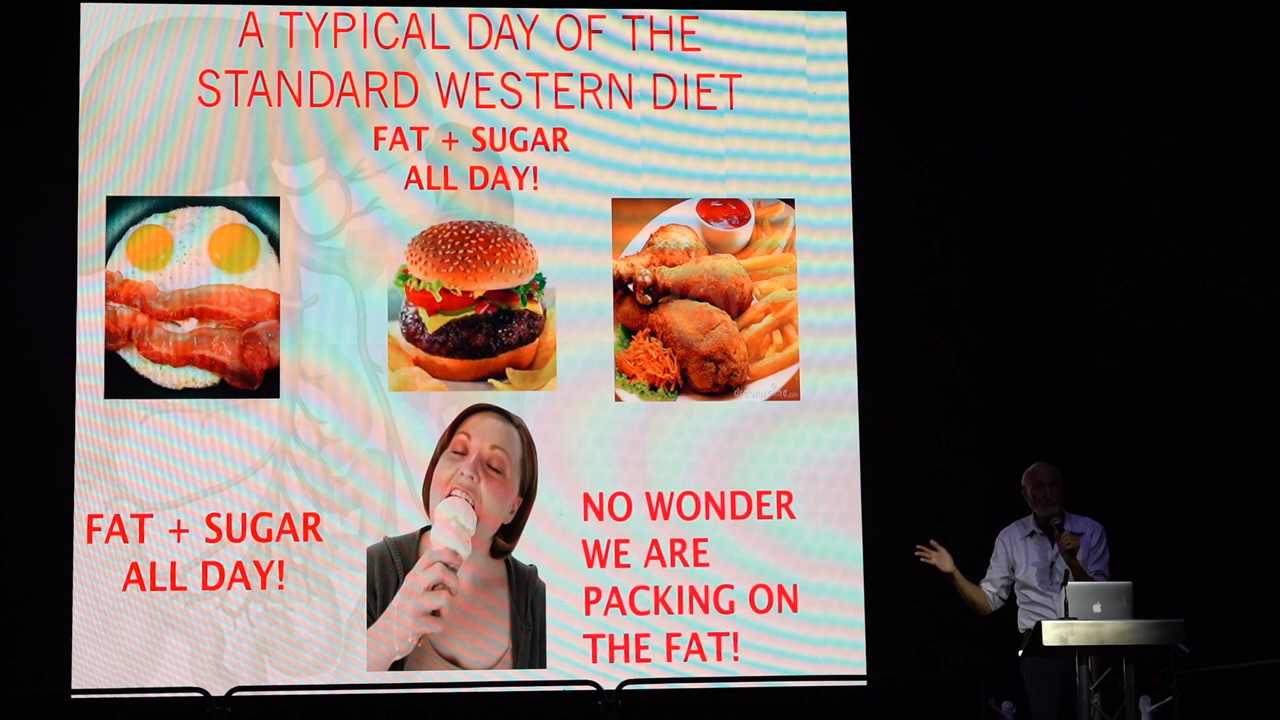 A TYPICAL DAY OF THE
STANDARD WESTERN DIET
FAT + SUGAR
ALL DAY!
FAT + SUGAR
ALL DAY!
NO WONDER
WE ARE
PACKING ON
THE FAT!